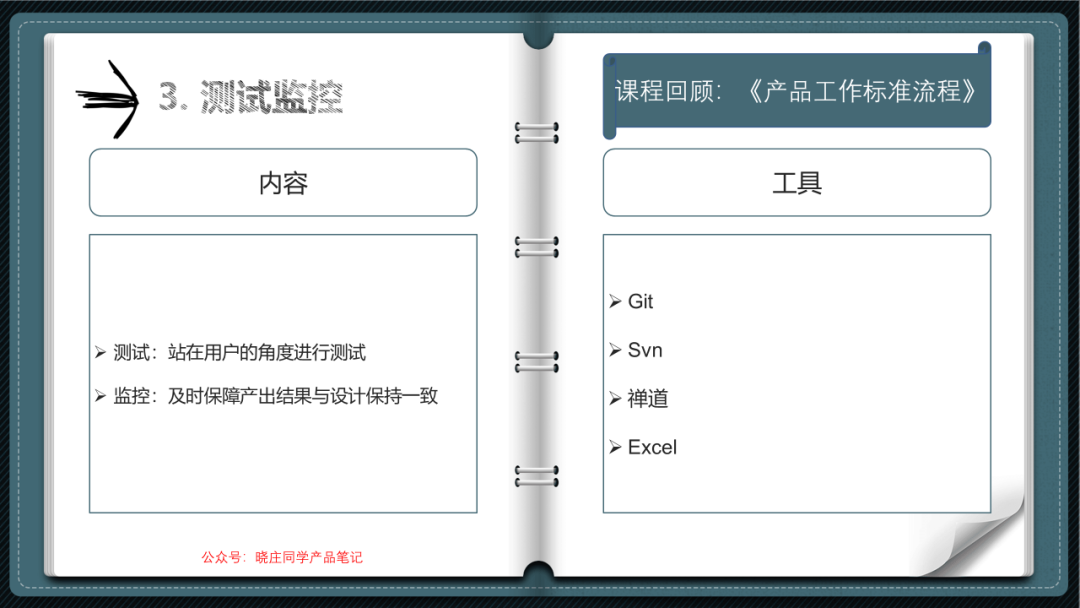 3. 测试监控
内容
➢ 测试：站在用户的角度进行测试
➢ 监控：及时保障产出结果与设计保持一致
公众号：晓庄同学产品笔记
课程回顾：《产品工作标准流程》
工具
➢ Git
➢ Svn
➢ 禅道
➢ Excel